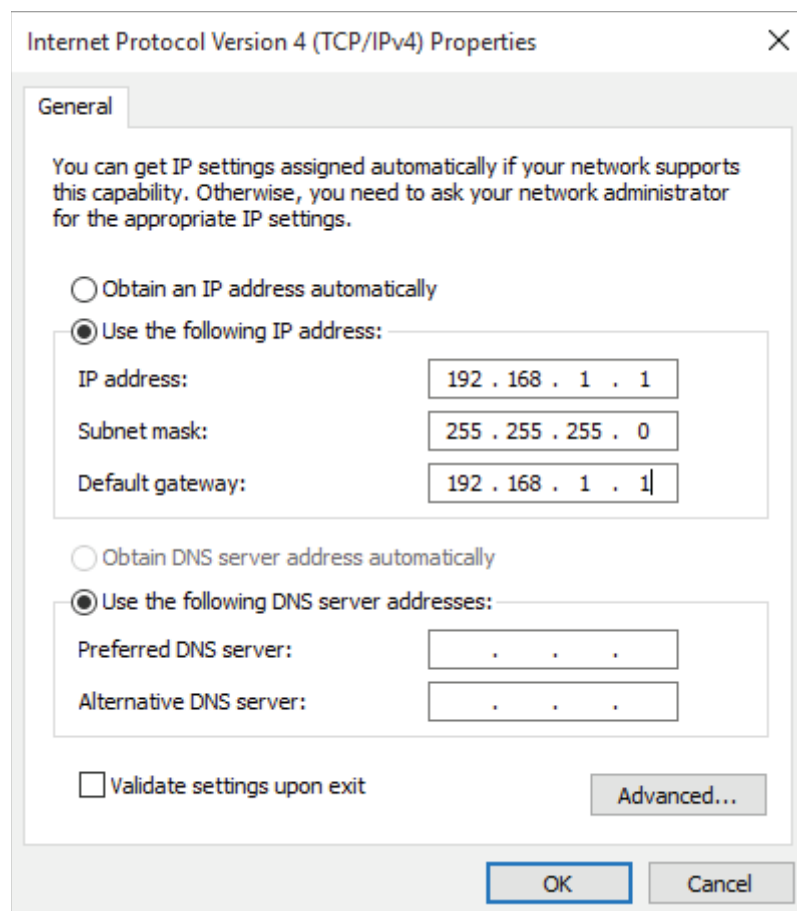 Internet Protocol Version 4 (TCP/IPv4) Properties
General
You can get IP settings assigned automatically if your network supports
this capability. Otherwise, you need to ask your network administrator
for the appropriate IP settings.
Obtain an IP address automatically
Use the following IP address:
IP address: 192 . 168 . 1 . 1
Subnet mask: 255 . 255 . 255 . 0
Default gateway: 192 . 168 . 1 . 1
Obtain DNS server address automatically
Use the following DNS server addresses:
Preferred DNS server: . . .
Alternative DNS server: . . .
Validate settings upon exit
Advanced...
OK Cancel